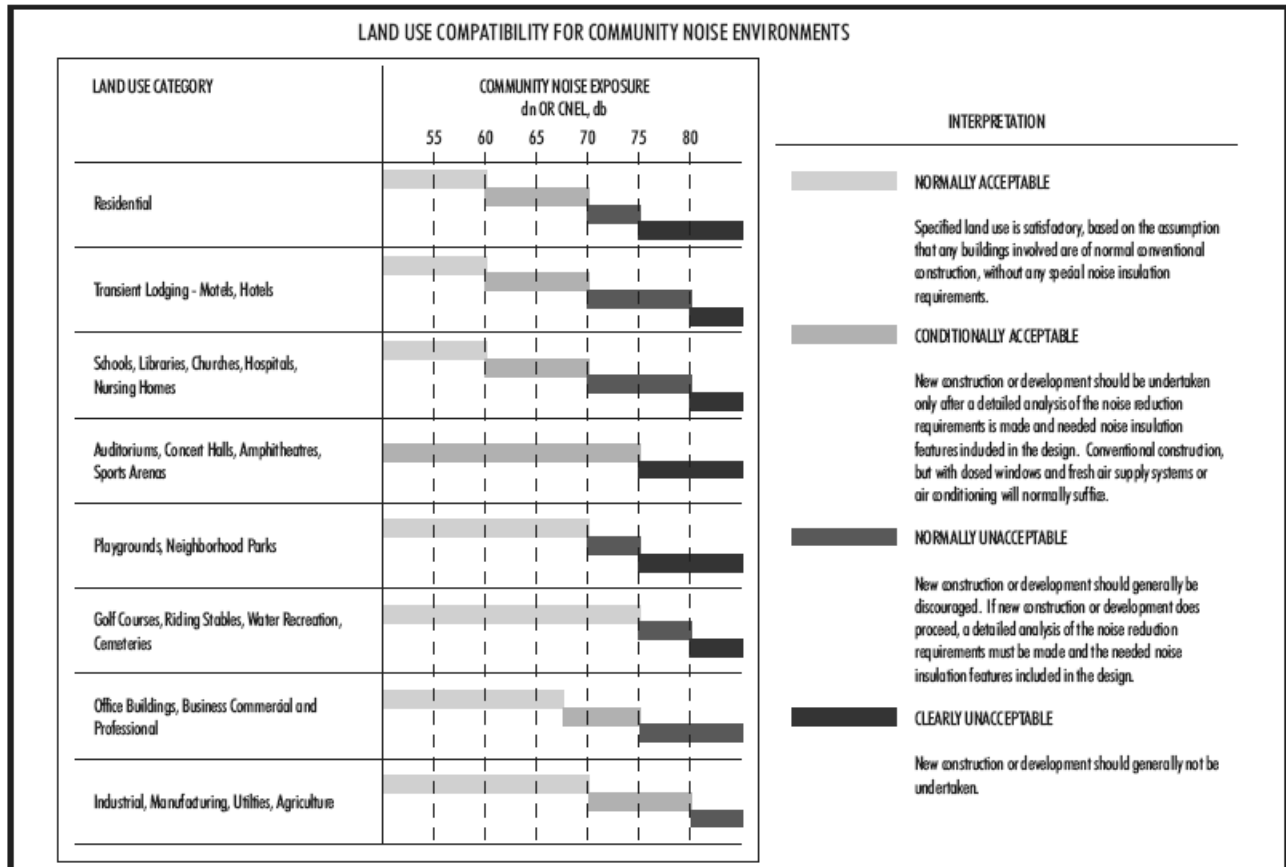 LAND USE COMPATIBILITY FOR COMMUNITY NOISE ENVIRONMENTS
LAND USE CATEGORY
COMMUNITY NOISE EXPOSURE
dn OR CNEL, db
55 60 65 70 75 80
Residential
Transient Lodging - Motels, Hotels
Schools, Libraries, Churches, Hospitals,
Nursing Homes
Auditoriums, Concert Halls, Amphitheatres,
Sports Arenas
Playgrounds, Neighborhood Parks
Golf Courses, Riding Stables, Water Recreation,
Cemeteries
Office Buildings, Business Commercial and
Professional
Industrial, Manufacturing, Utilties, Agriculture
INTERPRETATION
NORMALLY ACCEPTABLE
Specified land use is satisfactory, based on the assumption
that any buildings involved are of normal conventional
construction, without any special noise insulation
requirements.
CONDITIONALLY ACCEPTABLE
New construction or development should be undertaken
only after a detailed analysis of the noise reduction
requirements is made and needed noise insulation
features included in the design. Conventional construction,
but with closed windows and fresh air supply systems or
air conditioning will normally suffice.
NORMALLY UNACCEPTABLE
New construction or development should generally be
discouraged. If new construction or development does
proceed, a detailed analysis of the noise reduction
requirements must be made and the needed noise
insulation features included in the design.
CLEARLY UNACCEPTABLE
New construction or development should generally not be
undertaken.